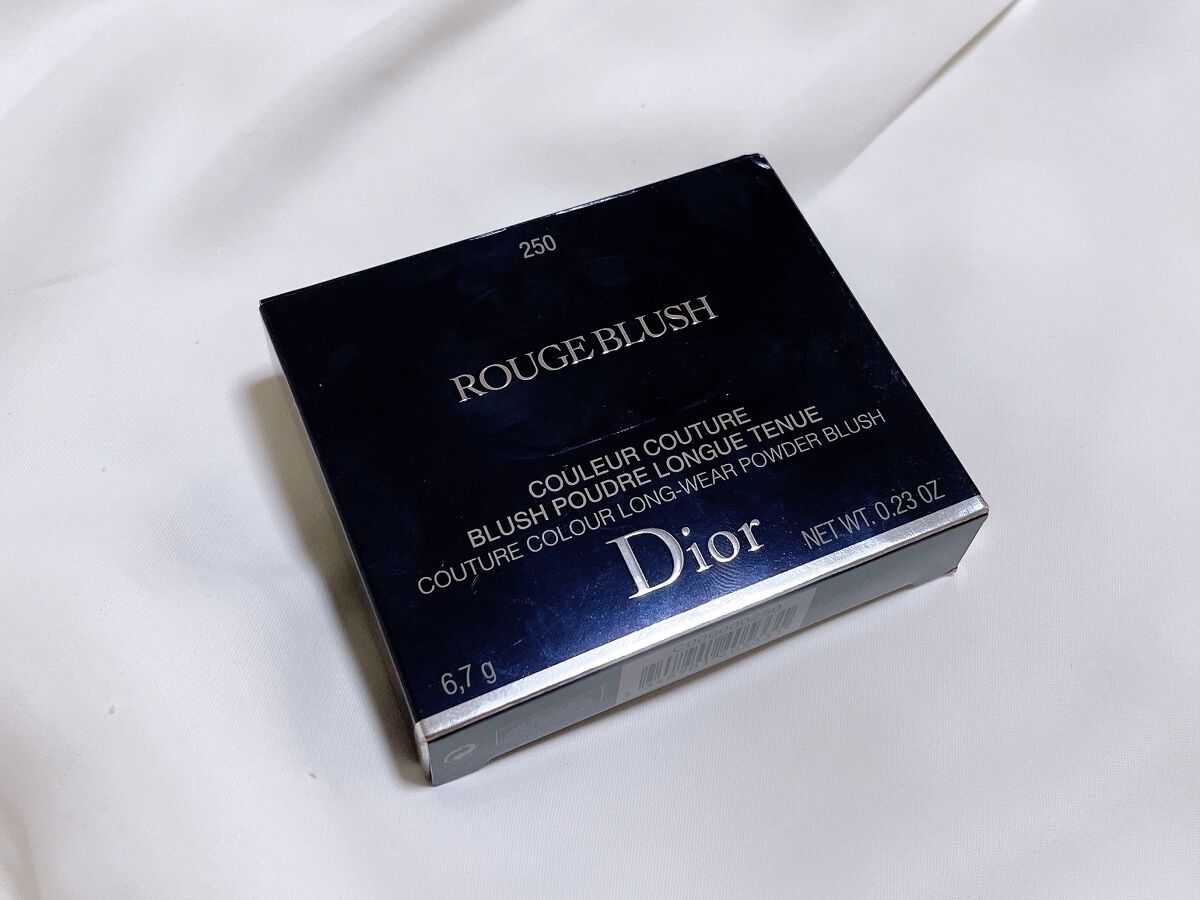 250
ROUGE BLUSH
COULEUR COUTURE
BLUSH POUDRE LONGUE TENUE
COUTURE COLOUR LONG-WEAR POWDER BLUSH
Dior
6,7 g
NET WT. 0.23 OZ
C000000250